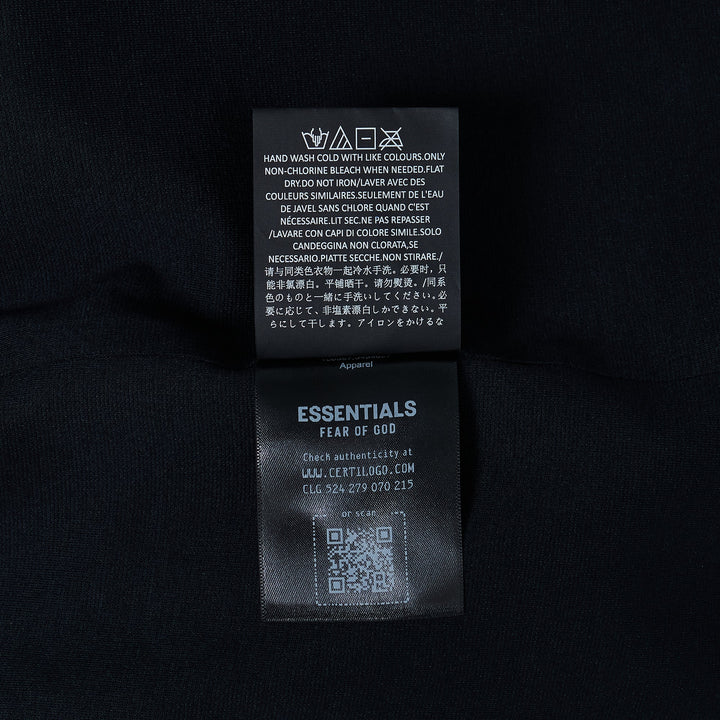 HAND WASH COLD WITH LIKE COLOURS.ONLY
NON-CHLORINE BLEACH WHEN NEEDED.FLAT
DRY.DO NOT IRON/LAVER AVEC DES
COULEURS SIMILAIRES.SEULEMENT DE L'EAU
DE JAVEL SANS CHLORE QUAND C'EST
NÉCESSAIRE.LIT SEC.NE PAS REPASSER
/LAVARE CON CAPI DI COLORE SIMILE.SOLO
CANDEGGINA NON CLORATA,SE
NECESSARIO.PIATTE SECCHE.NON STIRARE./
请与同类色衣物一起冷水手洗。必要时，只
能非氯漂白。平铺晒干。请勿熨烫。/同系
色のものと一緒に手洗いしてください。必
要に応じて、非塩素漂白しかできない。平
らにして干します。アイロンをかけるな
Apparel
ESSENTIALS
FEAR OF GOD
Check authenticity at
WWW.CERTILOGO.COM
CLG 524 279 070 215
or scan